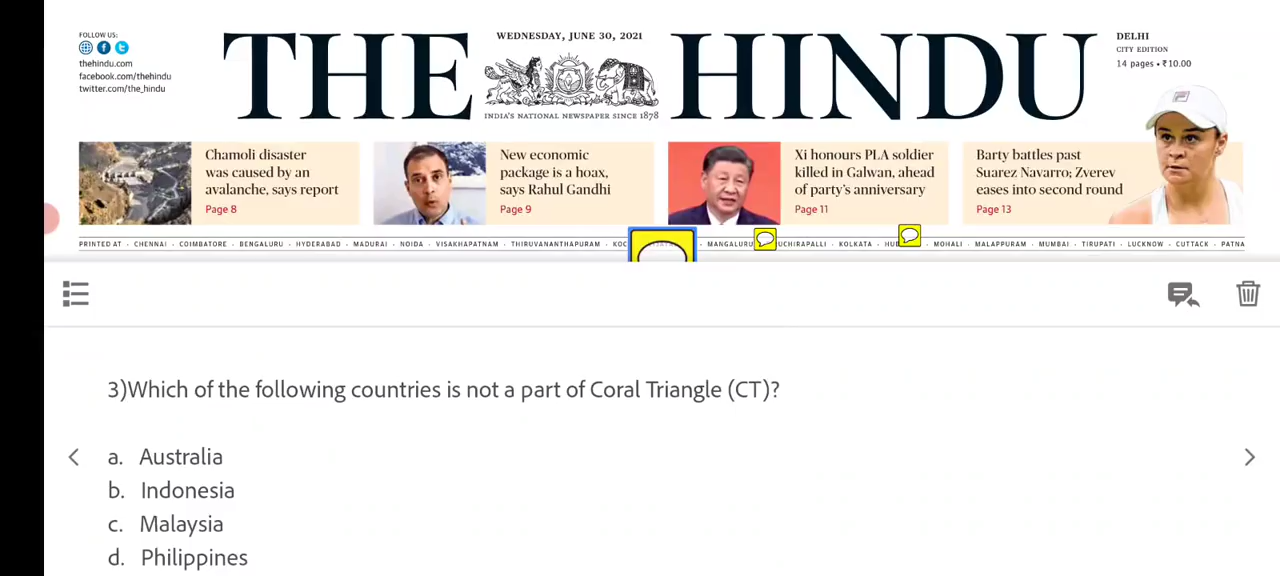 FOLLOW US:
thehindu.com
facebook.com/thehindu
twitter.com/the_hindu
THE HINDU
WEDNESDAY, JUNE 30, 2021
INDIA'S NATIONAL NEWSPAPER SINCE 1878
DELHI
CITY EDITION
14 pages • ₹10.00
Chamoli disaster
was caused by an
avalanche, says report
Page 8
New economic
package is a hoax,
says Rahul Gandhi
Page 9
Xi honours PLA soldier
killed in Galwan, ahead
of party's anniversary
Page 11
Barty battles past
Suarez Navarro; Zverev
eases into second round
Page 13
PRINTED AT • CHENNAI • COIMBATORE • BENGALURU • HYDERABAD • MADURAI • NOIDA • VISAKHAPATNAM • THIRUVANANTHAPURAM • KOC • MANGALURU UCHIRAPALLI • KOLKATA • HU • MOHALI • MALAPPURAM • MUMBAI • TIRUPATI • LUCKNOW • CUTTACK • PATNA
3)Which of the following countries is not a part of Coral Triangle (CT)?
a. Australia
b. Indonesia
c. Malaysia
d. Philippines